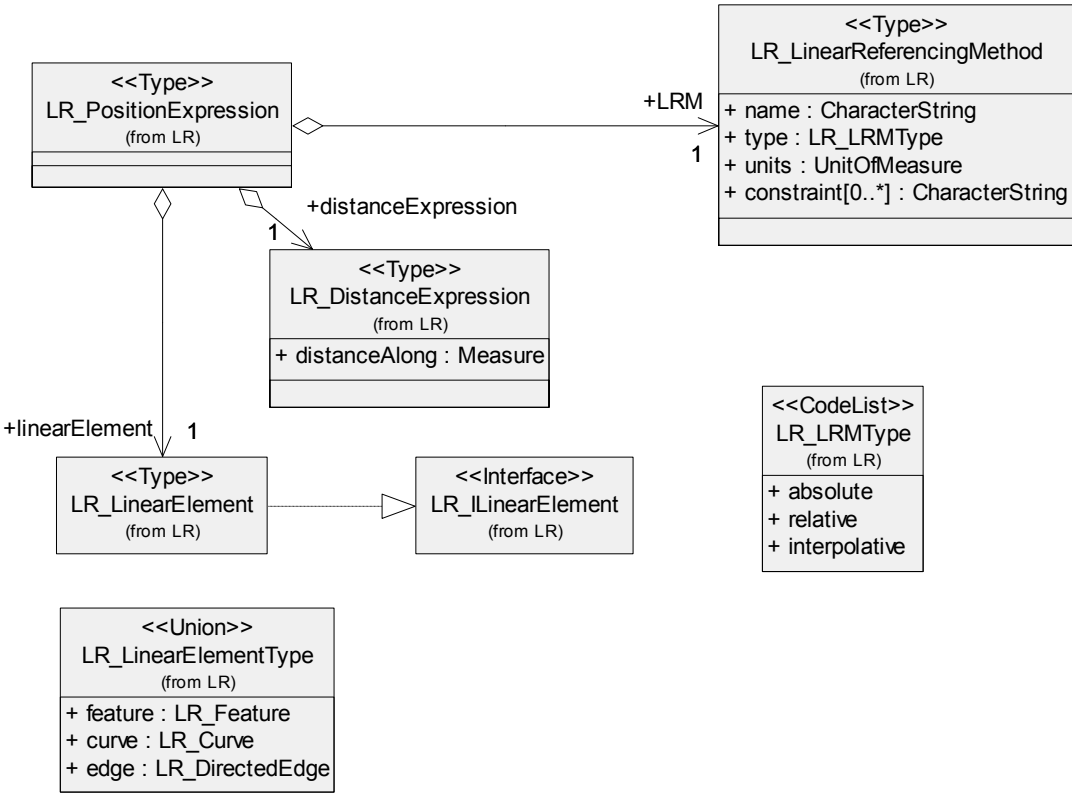 <<Type>>
LR_PositionExpression
(from LR)
<<Type>>
LR_LinearReferencingMethod
(from LR)
+ name : CharacterString
+ type : LR_LRMType
+ units : UnitOfMeasure
+ constraint[0..*] : CharacterString
+LRM
1
+distanceExpression
1
<<Type>>
LR_DistanceExpression
(from LR)
+ distanceAlong : Measure
+linearElement
1
<<Type>>
LR_LinearElement
(from LR)
<<Interface>>
LR_ILinearElement
(from LR)
<<CodeList>>
LR_LRMType
(from LR)
+ absolute
+ relative
+ interpolative
<<Union>>
LR_LinearElementType
(from LR)
+ feature : LR_Feature
+ curve : LR_Curve
+ edge : LR_DirectedEdge